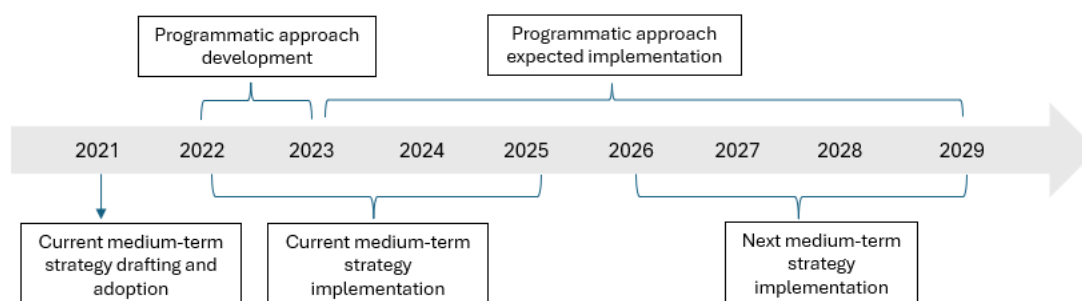 Programmatic approach
development
Programmatic approach
expected implementation
2021 2022 2023 2024 2025 2026 2027 2028 2029
Current medium-term
strategy drafting and
adoption
Current medium-term
strategy
implementation
Next medium-term
strategy
implementation